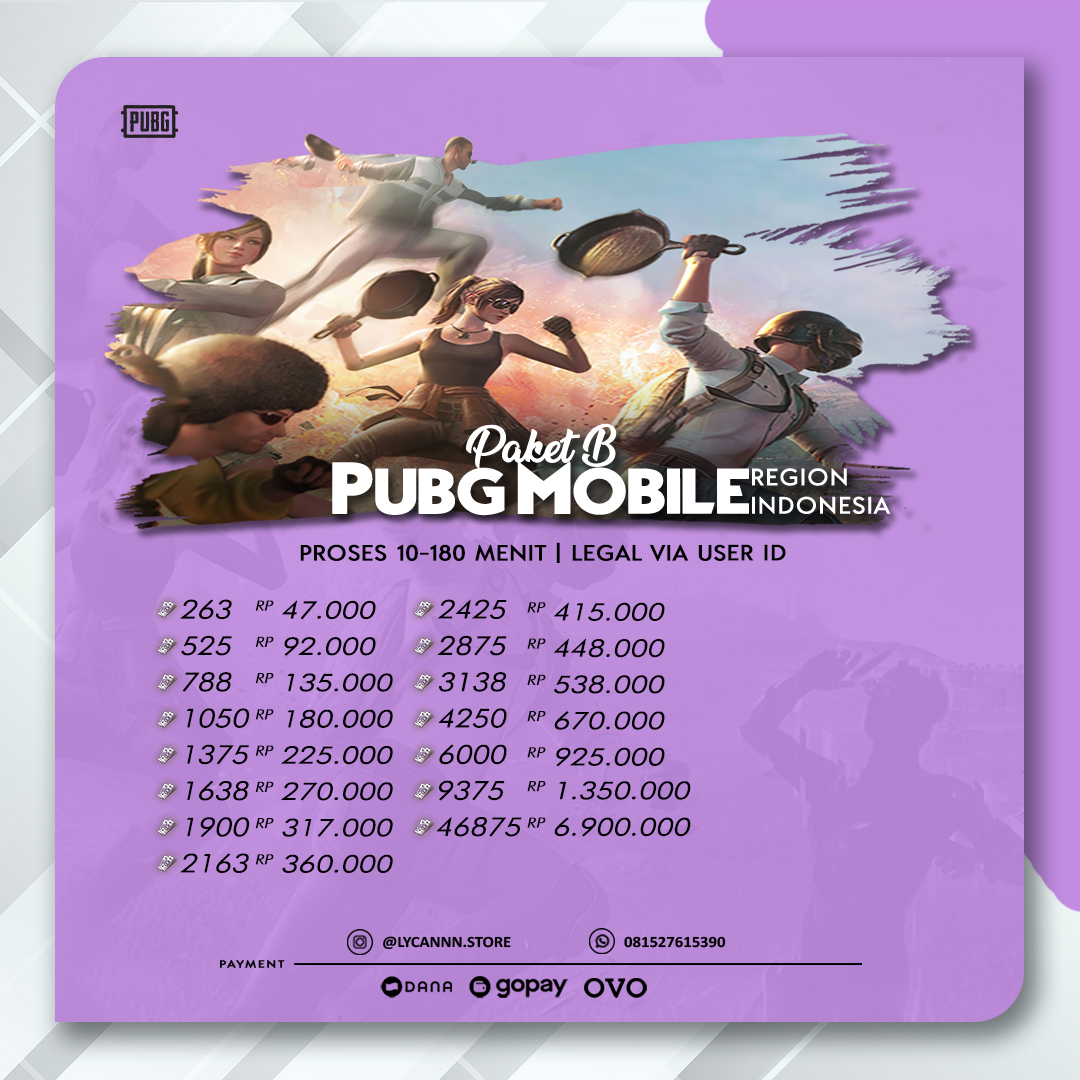 PUBG
Paket B
PUBG MOBILE REGION INDONESIA
PROSES 10-180 MENIT | LEGAL VIA USER ID
263 RP 47.000
525 RP 92.000
788 RP 135.000
1050 RP 180.000
1375 RP 225.000
1638 RP 270.000
1900 RP 317.000
2163 RP 360.000
2425 RP 415.000
2875 RP 448.000
3138 RP 538.000
4250 RP 670.000
6000 RP 925.000
9375 RP 1.350.000
46875 RP 6.900.000
@LYCANNN.STORE
081527615390
PAYMENT
DANA gopay OVO